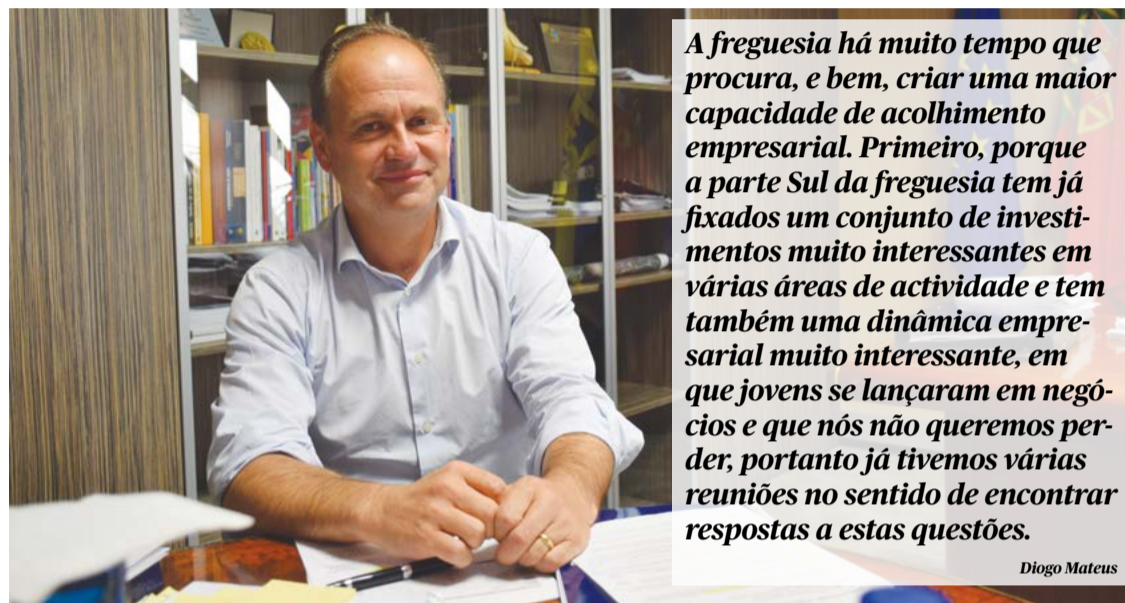 A freguesia há muito tempo que
procura, e bem, criar uma maior
capacidade de acolhimento
empresarial. Primeiro, porque
a parte Sul da freguesia tem já
fixados um conjunto de investi-
mentos muito interessantes em
várias áreas de actividade e tem
também uma dinâmica empre-
sarial muito interessante, em
que jovens se lançaram em negó-
cios e que nós não queremos per-
der, portanto já tivemos várias
reuniões no sentido de encontrar
respostas a estas questões.
Diogo Mateus